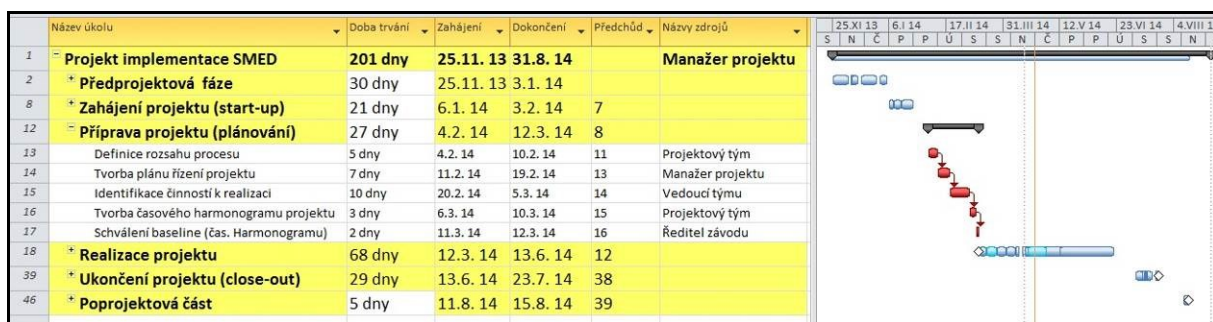 Název úkolu Doba trvání Zahájení Dokončení Předchůd Názvy zdrojů 25.XI 13 6.I 14 17.II 14 31.III 14 12.V 14 23.VI 14 4.VIII 1
S N Č P P Ú S S N Č P P Ú S S N
1 Projekt implementace SMED 201 dny 25.11. 13 31.8. 14 Manažer projektu
2 Předprojektová fáze 30 dny 25.11. 13 3.1. 14
8 Zahájení projektu (start-up) 21 dny 6.1. 14 3.2. 14 7
12 Příprava projektu (plánování) 27 dny 4.2. 14 12.3. 14 8
13 Definice rozsahu procesu 5 dny 4.2. 14 10.2. 14 11 Projektový tým
14 Tvorba plánu řízení projektu 7 dny 11.2. 14 19.2. 14 13 Manažer projektu
15 Identifikace činností k realizaci 10 dny 20.2. 14 5.3. 14 14 Vedoucí týmu
16 Tvorba časového harmonogramu projektu 3 dny 6.3. 14 10.3. 14 15 Projektový tým
17 Schválení baseline (čas. Harmonogramu) 2 dny 11.3. 14 12.3. 14 16 Ředitel závodu
18 Realizace projektu 68 dny 12.3. 14 13.6. 14 12
39 Ukončení projektu (close-out) 29 dny 13.6. 14 23.7. 14 38
46 Poprojektová část 5 dny 11.8. 14 15.8. 14 39